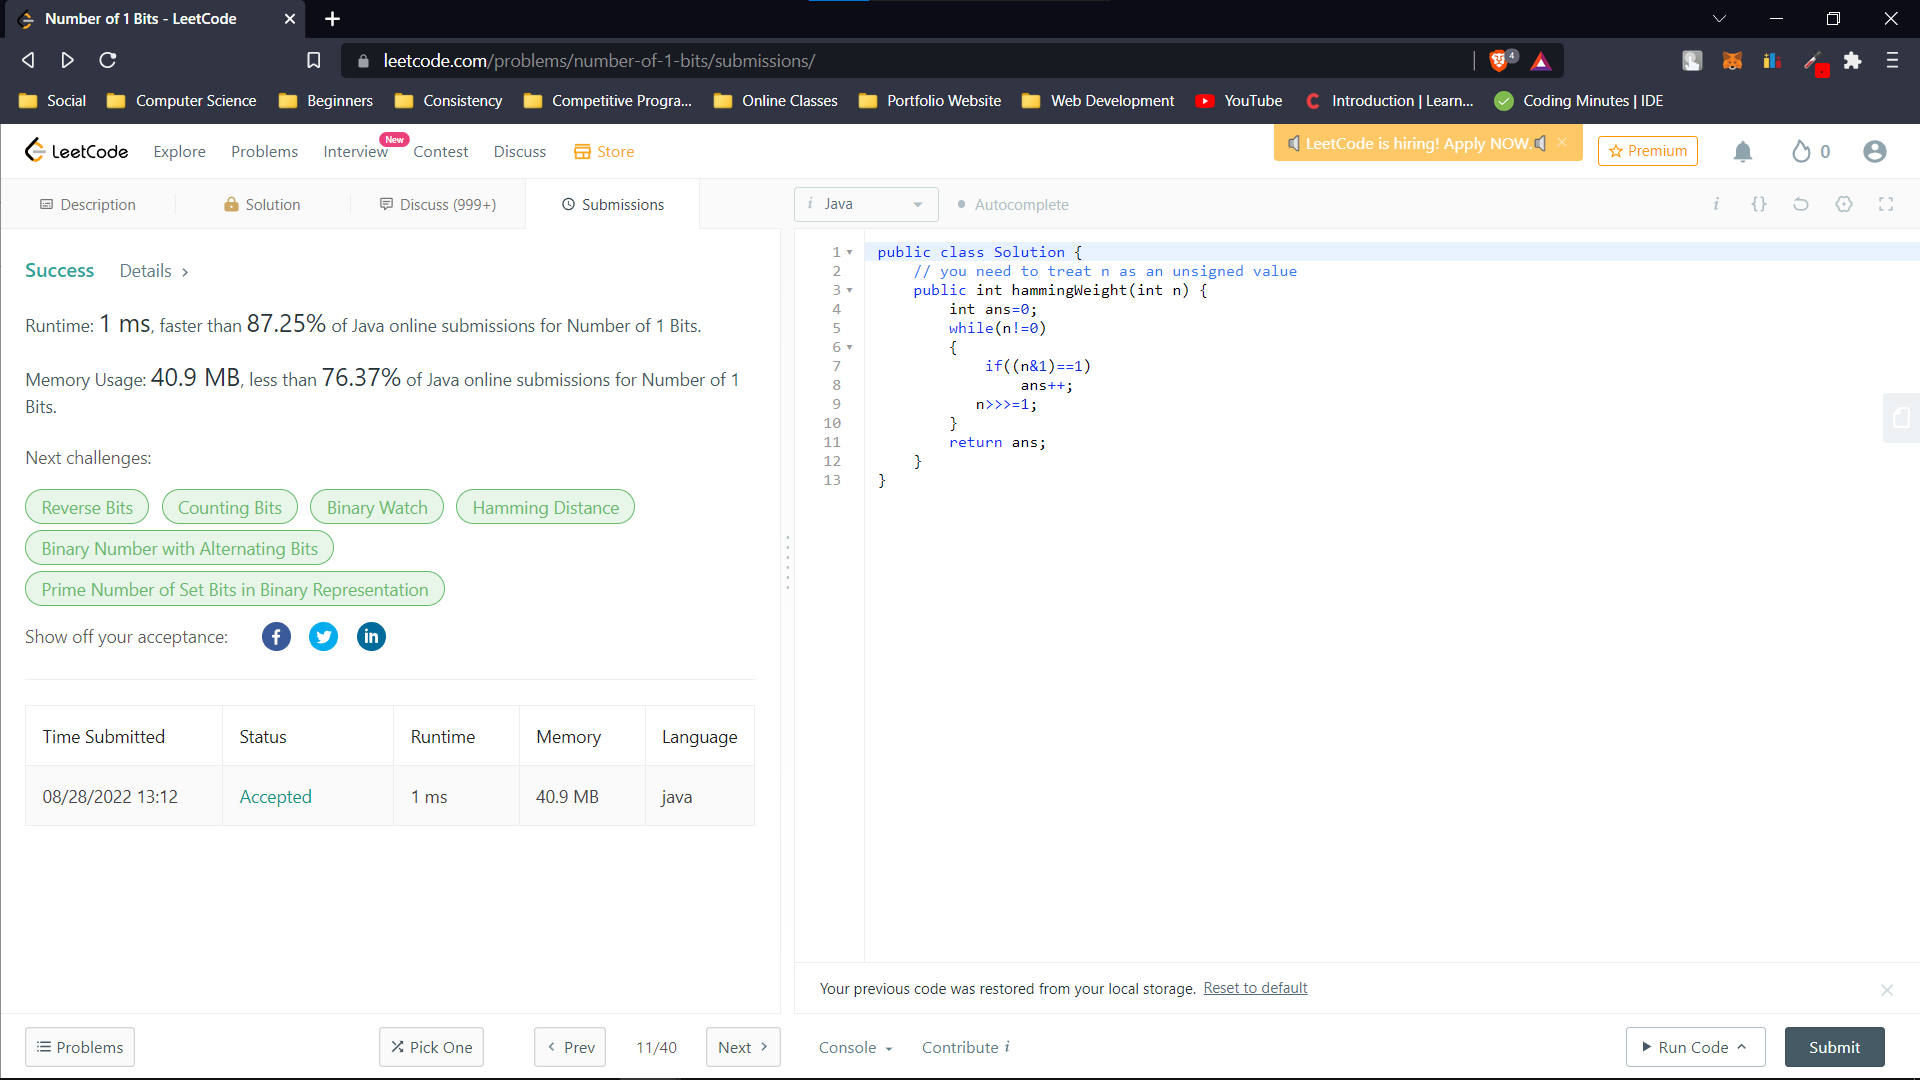 Number of 1 Bits - LeetCode
leetcode.com/problems/number-of-1-bits/submissions/
4
Social Computer Science Beginners Consistency Competitive Progra... Online Classes Portfolio Website Web Development YouTube Introduction | Learn... Coding Minutes | IDE
LeetCode Explore Problems Interview New Contest Discuss Store LeetCode is hiring! Apply NOW. Premium 0
Description Solution Discuss (999+) Submissions
i Java Autocomplete i {}
Success Details >
Runtime: 1 ms, faster than 87.25% of Java online submissions for Number of 1 Bits.
Memory Usage: 40.9 MB, less than 76.37% of Java online submissions for Number of 1
Bits.
Next challenges:
Reverse Bits Counting Bits Binary Watch Hamming Distance
Binary Number with Alternating Bits
Prime Number of Set Bits in Binary Representation
Show off your acceptance:
Time Submitted Status Runtime Memory Language
08/28/2022 13:12 Accepted 1 ms 40.9 MB java
1 public class Solution {
2 // you need to treat n as an unsigned value
3 public int hammingWeight(int n) {
4 int ans=0;
5 while(n!=0)
6 {
7 if((n&1)==1)
8 ans++;
9 n>>>=1;
10 }
11 return ans;
12 }
13 }
Your previous code was restored from your local storage. Reset to default
Problems Pick One < Prev 11/40 Next > Console Contribute i Run Code Submit